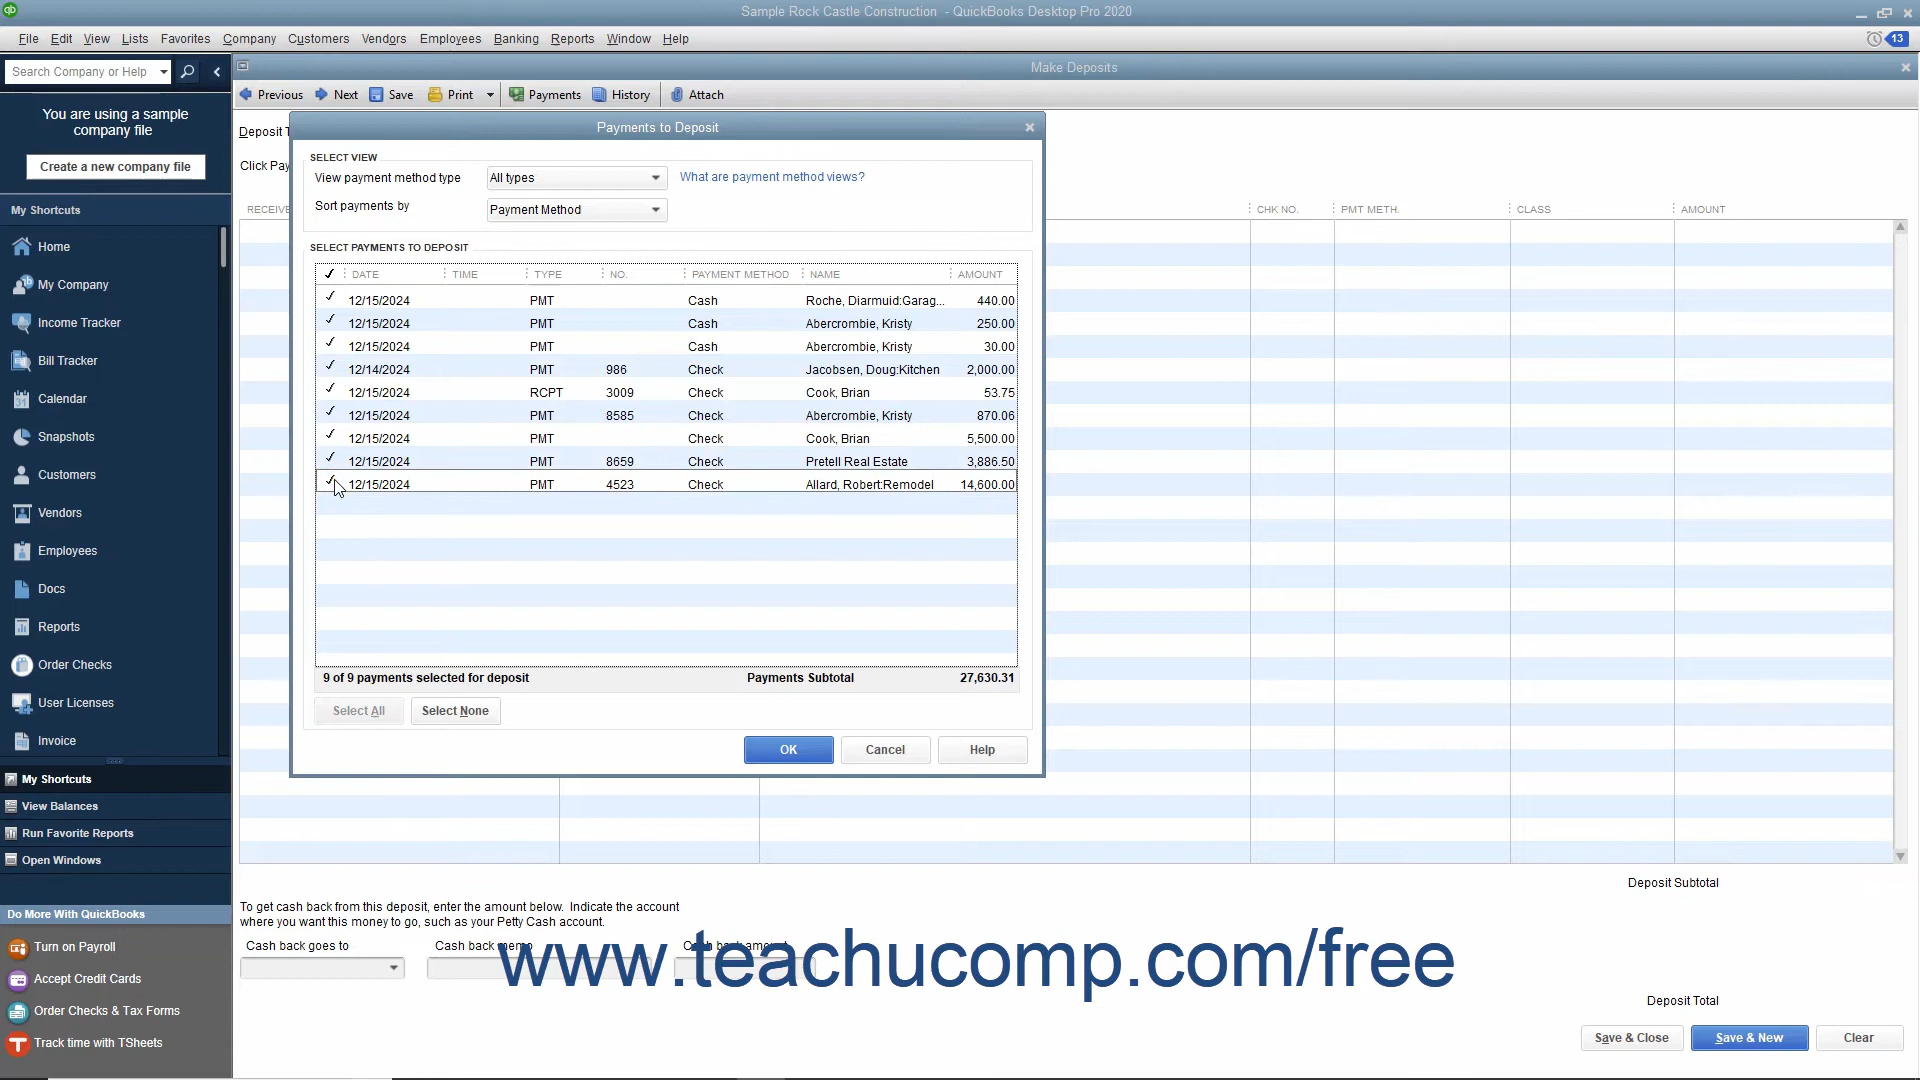 Sample Rock Castle Construction - QuickBooks Desktop Pro 2020
File Edit View Lists Favorites Company Customers Vendors Employees Banking Reports Window Help
13
Search Company or Help
You are using a sample
company file
Create a new company file
My Shortcuts
Home
My Company
Income Tracker
Bill Tracker
Calendar
Snapshots
Customers
Vendors
Employees
Docs
Reports
Order Checks
User Licenses
Invoice
My Shortcuts
View Balances
Run Favorite Reports
Open Windows
Do More With QuickBooks
Turn on Payroll
Accept Credit Cards
Order Checks & Tax Forms
Track time with TSheets
Make Deposits
Previous Next Save Print Payments History Attach
Deposit T
Click Pay
RECEIVE CHK NO. PMT METH. CLASS AMOUNT
Payments to Deposit
SELECT VIEW
View payment method type All types What are payment method views?
Sort payments by Payment Method
SELECT PAYMENTS TO DEPOSIT
✓ DATE TIME TYPE NO. PAYMENT METHOD NAME AMOUNT
✓ 12/15/2024 PMT Cash Roche, Diarmuid:Garag... 440.00
✓ 12/15/2024 PMT Cash Abercrombie, Kristy 250.00
✓ 12/15/2024 PMT Cash Abercrombie, Kristy 30.00
✓ 12/14/2024 PMT 986 Check Jacobsen, Doug:Kitchen 2,000.00
✓ 12/15/2024 RCPT 3009 Check Cook, Brian 53.75
✓ 12/15/2024 PMT 8585 Check Abercrombie, Kristy 870.06
✓ 12/15/2024 PMT Check Cook, Brian 5,500.00
✓ 12/15/2024 PMT 8659 Check Pretell Real Estate 3,886.50
✓ 12/15/2024 PMT 4523 Check Allard, Robert:Remodel 14,600.00
9 of 9 payments selected for deposit Payments Subtotal 27,630.31
Select All Select None
OK Cancel Help
Deposit Subtotal
To get cash back from this deposit, enter the amount below. Indicate the account
where you want this money to go, such as your Petty Cash account.
Cash back goes to Cash back memo Cash back amount
www.teachucomp.com/free
Deposit Total
Save & Close Save & New Clear